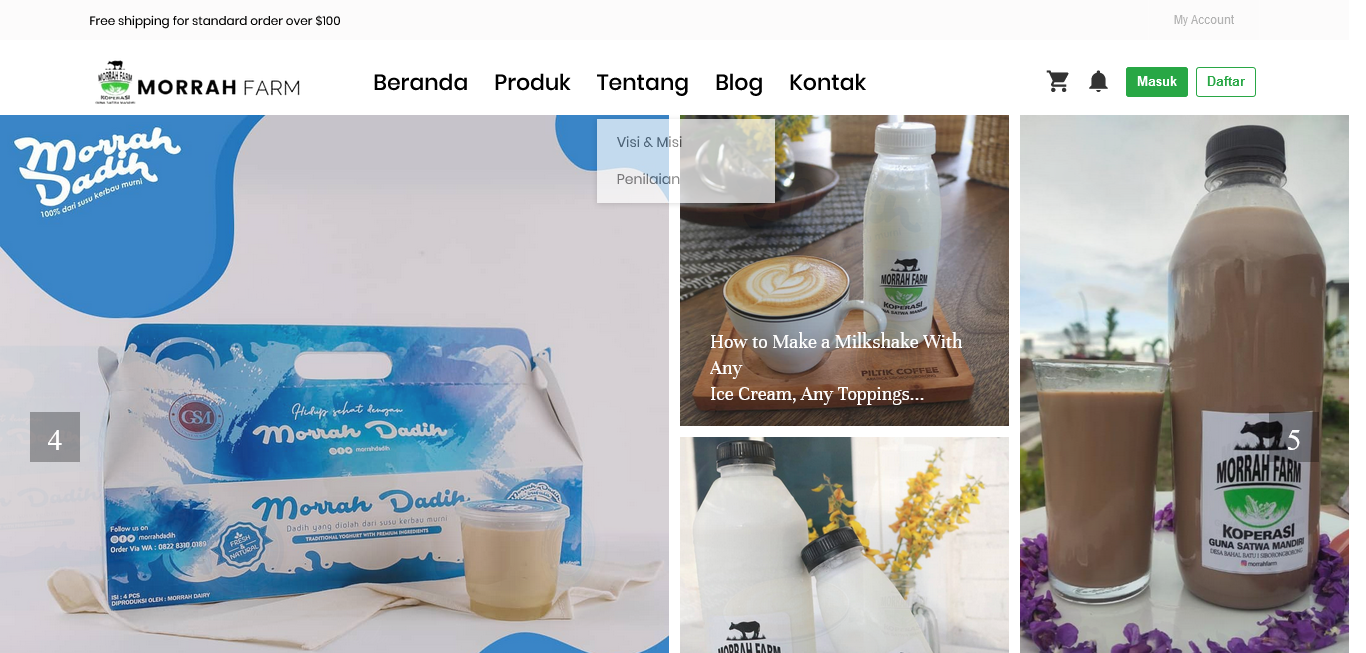 Free shipping for standard order over $100
My Account
MORRAH FARM
KOPERASI
MORRAH FARM
Beranda
Produk
Tentang
Blog
Kontak
Masuk
Daftar
Visi & Misi
Penilaian
Morrah
Dadih
100% dari susu kerbau murni
GSM
Hidup sehat dengan
Morrah Dadih
morrahdadih
Morrah Dadih
Dadih yang diolah dari susu kerbau murni
TRADITIONAL YOGHURT WITH PREMIUM INGREDIENTS
Follow us on
morrahdadih
Order Via WA : 0822 8310 0189
FRESH
& NATURAL
ISI : 4 PCS
DIPRODUKSI OLEH : MORRAH DAIRY
4
MORRAH FARM
KOPERASI
GUNA SATWA MANDIRI
PILTIK COFFEE
How to Make a Milkshake With
Any
Ice Cream, Any Toppings...
MORRAH FARM
5
MORRAH FARM
KOPERASI
GUNA SATWA MANDIRI
DESA BAHAL BATU I SIBORONGBORONG
morrahfarm